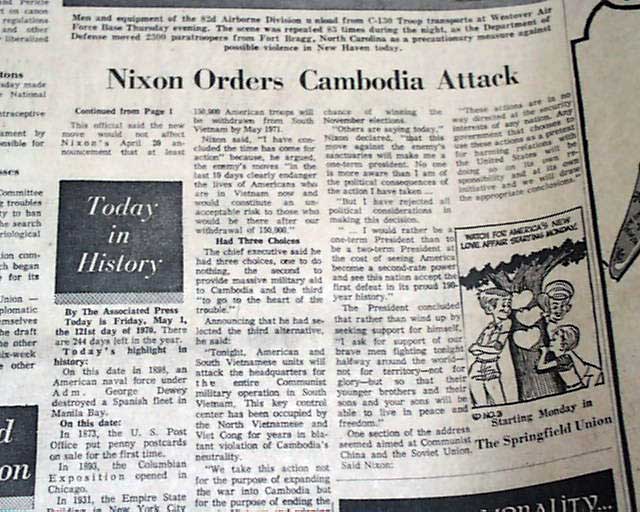 Men and equipment of the 82d Airborne Division unload from C-130 Troop transports at Westover Air
Force Base Thursday evening. The scene was repeated 85 times during the night, as the Department of
Defense moved 2500 paratroopers from Fort Bragg, North Carolina as a precautionary measure against
possible violence in New Haven today.
Nixon Orders Cambodia Attack
Continued from Page 1
This official said the new
move would not affect
Nixon's April 20 an-
nouncement that at least
Today
in
History
By The Associated Press
Today is Friday, May 1,
the 121st day of 1970. There
are 244 days left in the year.
Today's highlight in
history:
On this date in 1898, an
American naval force under
Adm. George Dewey
destroyed a Spanish fleet in
Manila Bay.
On this date:
In 1873, the U. S. Post
Office put penny postcards
on sale for the first time.
In 1893, the Columbian
Exposition opened in
Chicago.
In 1931, the Empire State
Building in New York City
150,000 American troops will
be withdrawn from South
Vietnam by May 1971.
Nixon said, "I have con-
cluded the time has come for
action" because, he argued,
the enemy's moves "in the
last 10 days clearly endanger
the lives of Americans who
are in Vietnam now and
would constitute an un-
acceptable risk to those who
would be there after our
withdrawal of 150,000."
Had Three Choices
The chief executive said he
had three choices, one to do
nothing, the second to
provide massive military aid
to Cambodia and the third
"to go to the heart of the
trouble."
Announcing that he had se-
lected the third alternative,
he said:
"Tonight, American and
South Vietnamese units will
attack the headquarters for
the entire Communist
military operation in South
Vietnam. This key control
center has been occupied by
the North Vietnamese and
Viet Cong for years in bla-
tant violation of Cambodia's
neutrality.
"We take this action not
for the purpose of expanding
the war into Cambodia but
for the purpose of ending the
chance of winning the
November elections.
"Others are saying today,"
Nixon declared, "that this
move against the enemy's
sanctuaries will make me a
one-term president. No one
is more aware than I am of
the political consequences of
the action I have taken ...
"But I have rejected all
political considerations in
making this decision.
"... I would rather be a
one-term President than to
be a two-term President at
the cost of seeing America
become a second-rate power
and see this nation accept the
first defeat in its proud 190-
year history."
The President concluded
that rather than wind up by
seeking support for himself,
"I ask for support of our
brave men fighting tonight
halfway around the world—
not for territory—not for
glory—but so that their
younger brothers and their
sons and your sons will be
able to live in peace and
freedom."
One section of the address
seemed aimed at Communist
China and the Soviet Union.
Said Nixon:
"These actions are in no
way directed at the security
interests of any nation. Any
government that chooses to
use these actions as a pretext
for harming relations with
the United States will be
doing so on its own re-
sponsibility and at its own
initiative and we will draw
the appropriate conclusions.
WATCH FOR AMERICA'S NEW
LOVE AFFAIR STARTING MONDAY.
Starting Monday in
The Springfield Union